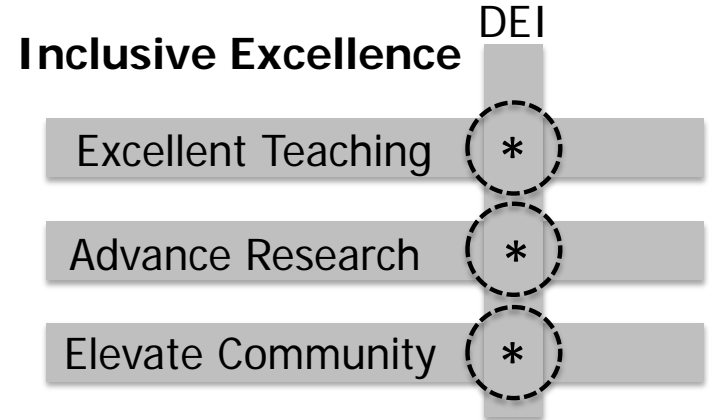 DEI
Inclusive Excellence
Excellent Teaching *
Advance Research *
Elevate Community *